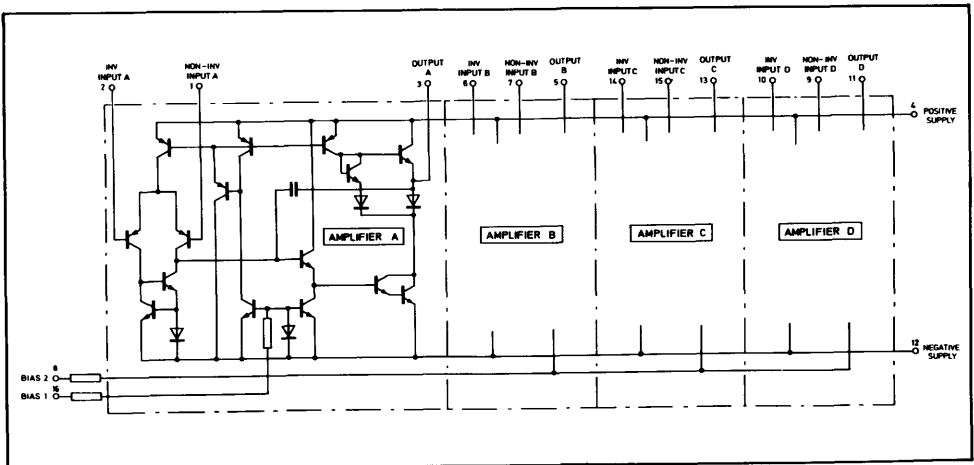 INV
INPUT A
2
NON-INV
INPUT A
1
OUTPUT
A
3
INV
INPUT B
6
NON-INV
INPUT B
7
OUTPUT
B
5
INV
INPUT C
14
NON-INV
INPUT C
15
OUTPUT
C
13
INV
INPUT D
10
NON-INV
INPUT D
9
OUTPUT
D
11
4
POSITIVE
SUPPLY
AMPLIFIER A
AMPLIFIER B
AMPLIFIER C
AMPLIFIER D
12
NEGATIVE
SUPPLY
8
BIAS 2
16
BIAS 1